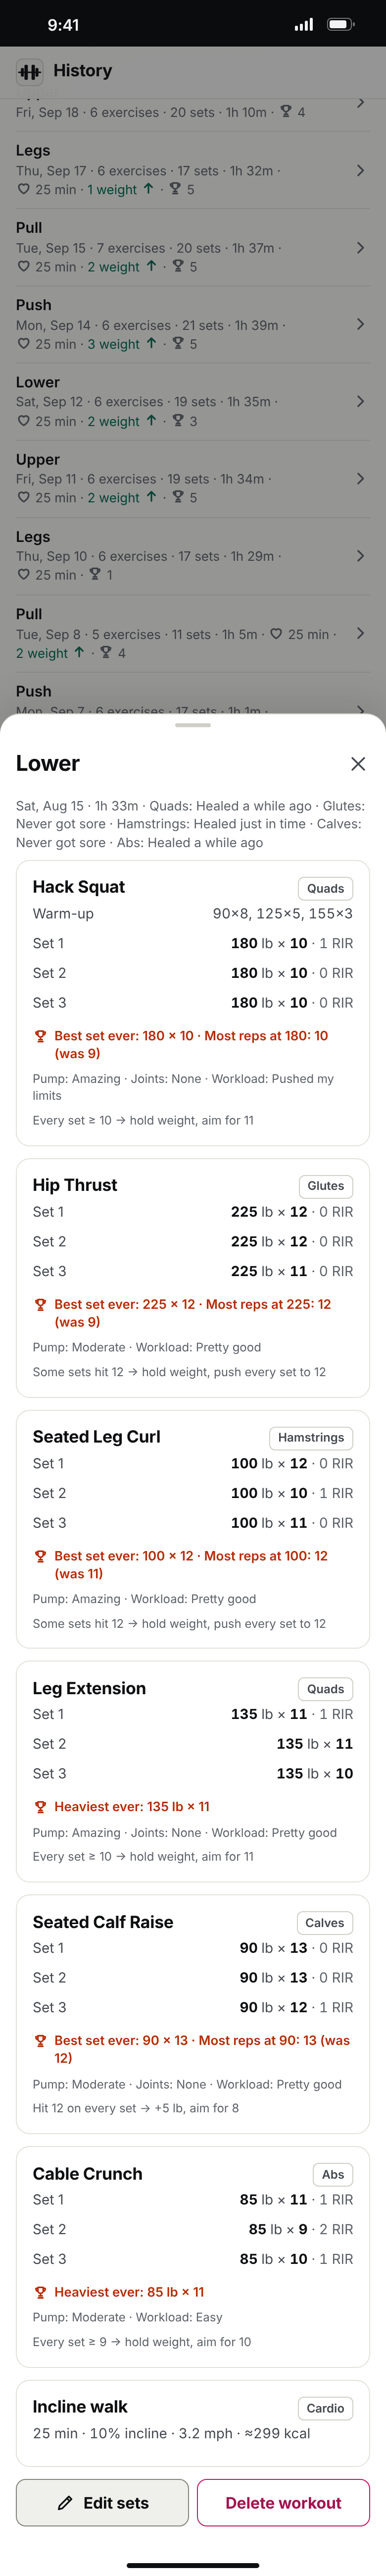 9:41
History
Fri, Sep 18 · 6 exercises · 20 sets · 1h 10m · 4
Legs
Thu, Sep 17 · 6 exercises · 17 sets · 1h 32m ·
25 min · 1 weight ↑ · 5
Pull
Tue, Sep 15 · 7 exercises · 20 sets · 1h 37m ·
25 min · 2 weight ↑ · 5
Push
Mon, Sep 14 · 6 exercises · 21 sets · 1h 39m ·
25 min · 3 weight ↑ · 5
Lower
Sat, Sep 12 · 6 exercises · 19 sets · 1h 35m ·
25 min · 2 weight ↑ · 3
Upper
Fri, Sep 11 · 6 exercises · 19 sets · 1h 34m ·
25 min · 2 weight ↑ · 5
Legs
Thu, Sep 10 · 6 exercises · 17 sets · 1h 29m ·
25 min · 1
Pull
Tue, Sep 8 · 5 exercises · 11 sets · 1h 5m · 25 min ·
2 weight ↑ · 4
Push
Mon, Sep 7 · 6 exercises · 17 sets · 1h 1m ·
Lower
Sat, Aug 15 · 1h 33m · Quads: Healed a while ago · Glutes:
Never got sore · Hamstrings: Healed just in time · Calves:
Never got sore · Abs: Healed a while ago
Hack Squat Quads
Warm-up 90×8, 125×5, 155×3
Set 1 180 lb × 10 · 1 RIR
Set 2 180 lb × 10 · 0 RIR
Set 3 180 lb × 10 · 0 RIR
Best set ever: 180 × 10 · Most reps at 180: 10
(was 9)
Pump: Amazing · Joints: None · Workload: Pushed my
limits
Every set ≥ 10 → hold weight, aim for 11
Hip Thrust Glutes
Set 1 225 lb × 12 · 0 RIR
Set 2 225 lb × 12 · 0 RIR
Set 3 225 lb × 11 · 0 RIR
Best set ever: 225 × 12 · Most reps at 225: 12
(was 9)
Pump: Moderate · Workload: Pretty good
Some sets hit 12 → hold weight, push every set to 12
Seated Leg Curl Hamstrings
Set 1 100 lb × 12 · 0 RIR
Set 2 100 lb × 10 · 1 RIR
Set 3 100 lb × 11 · 0 RIR
Best set ever: 100 × 12 · Most reps at 100: 12
(was 11)
Pump: Amazing · Workload: Pretty good
Some sets hit 12 → hold weight, push every set to 12
Leg Extension Quads
Set 1 135 lb × 11 · 1 RIR
Set 2 135 lb × 11
Set 3 135 lb × 10
Heaviest ever: 135 lb × 11
Pump: Amazing · Joints: None · Workload: Pretty good
Every set ≥ 10 → hold weight, aim for 11
Seated Calf Raise Calves
Set 1 90 lb × 13 · 0 RIR
Set 2 90 lb × 13 · 0 RIR
Set 3 90 lb × 12 · 1 RIR
Best set ever: 90 × 13 · Most reps at 90: 13 (was
12)
Pump: Moderate · Joints: None · Workload: Pretty good
Hit 12 on every set → +5 lb, aim for 8
Cable Crunch Abs
Set 1 85 lb × 11 · 1 RIR
Set 2 85 lb × 9 · 2 RIR
Set 3 85 lb × 10 · 1 RIR
Heaviest ever: 85 lb × 11
Pump: Moderate · Workload: Easy
Every set ≥ 9 → hold weight, aim for 10
Incline walk Cardio
25 min · 10% incline · 3.2 mph · ≈299 kcal
Edit sets
Delete workout